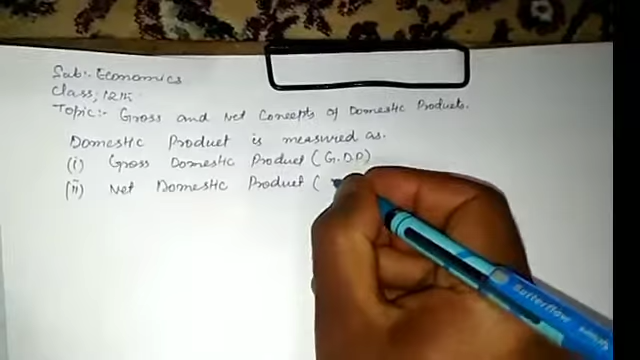 Sub:- Economics
Class; 12th
Topic:- Gross and Net Concepts of Domestic Products.
Domestic Product is measured as.
(i) Gross Domestic Product (G.D.P)
(ii) Net Domestic Product (
Butterflow